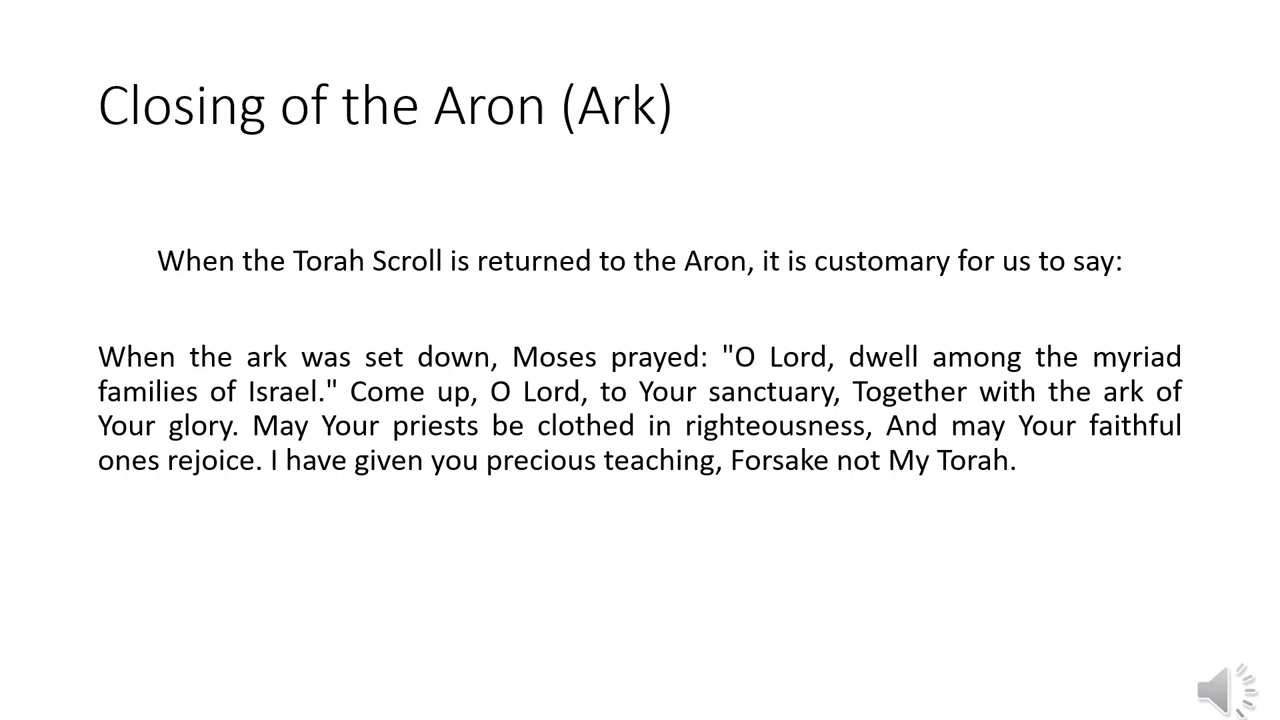 Closing of the Aron (Ark)
When the Torah Scroll is returned to the Aron, it is customary for us to say:
When the ark was set down, Moses prayed: "O Lord, dwell among the myriad
families of Israel." Come up, O Lord, to Your sanctuary, Together with the ark of
Your glory. May Your priests be clothed in righteousness, And may Your faithful
ones rejoice. I have given you precious teaching, Forsake not My Torah.